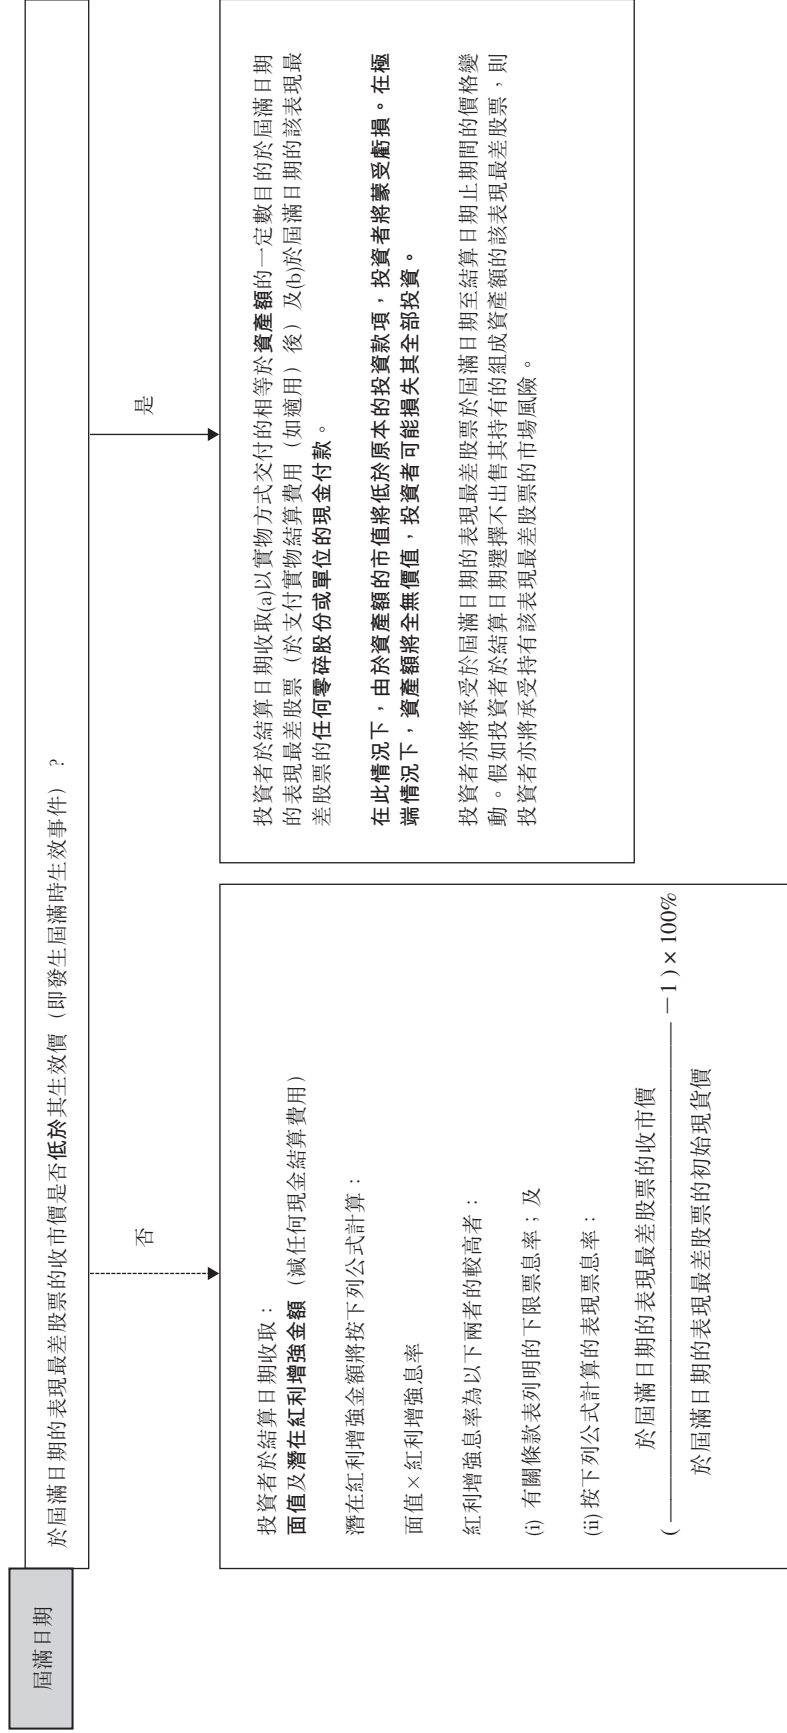 屆滿日期
於屆滿日期的表現最差股票的收市價是否低於其生效價（即發生屆滿時生效事件）？
否
是
投資者於結算日期收取：
面值及潛在紅利增強金額（減任何現金結算費用）
潛在紅利增強金額將按下列公式計算：
面值×紅利增強息率
紅利增強息率為以下兩者的較高者：
(i) 有關條款表列明的下限票息率；及
(ii) 按下列公式計算的表現票息率：
於屆滿日期的表現最差股票的收市價
( ————— －1 ) × 100%
於屆滿日期的表現最差股票的初始現貨價
投資者於結算日期收取(a)以實物方式交付的相等於資產額的一定數目的於屆滿日期
的表現最差股票（於支付實物結算費用（如適用）後）及(b)於屆滿日期的該表現最
差股票的任何零碎股份或單位的現金付款。
在此情況下，由於資產額的市值將低於原本的投資款項，投資者將蒙受虧損。在極
端情況下，資產額將全無價值，投資者可能損失其全部投資。
投資者亦將承受於屆滿日期的表現最差股票於屆滿日期至結算日期止期間的價格變
動。假如投資者於結算日期選擇不出售其持有的組成資產額的該表現最差股票，則
投資者亦將承受持有該表現最差股票的市場風險。